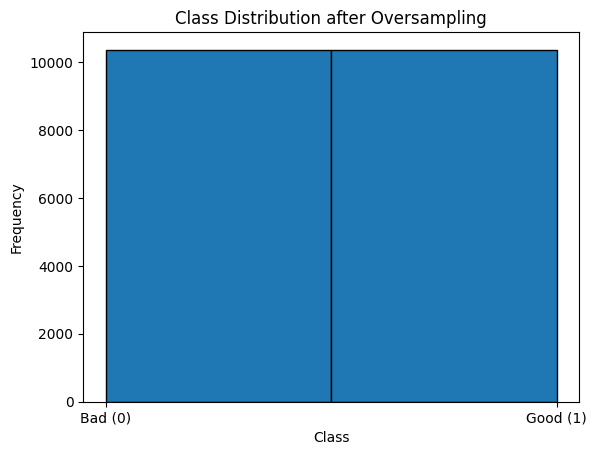 Class Distribution after Oversampling
10000
8000
6000
4000
2000
0
Frequency
Bad (0) Good (1)
Class